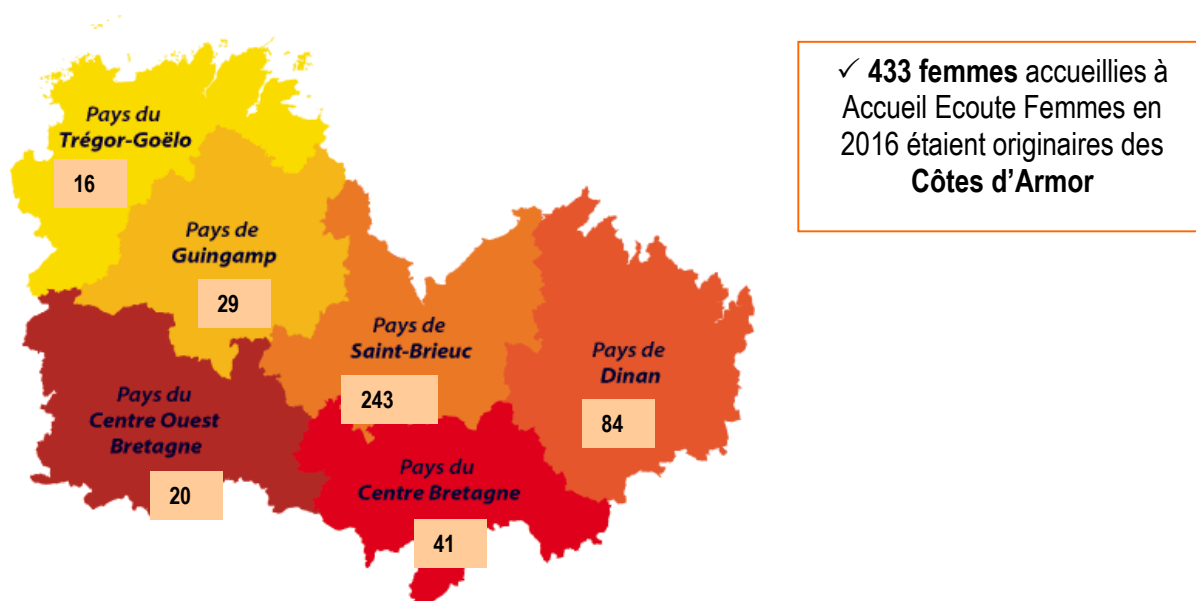 Pays du
Trégor-Goëlo
16
Pays de
Guingamp
29
Pays de
Saint-Brieuc
243
Pays de
Dinan
84
Pays du
Centre Ouest
Bretagne
20
Pays du
Centre Bretagne
41
✓ 433 femmes accueillies à
Accueil Ecoute Femmes en
2016 étaient originaires des
Côtes d'Armor